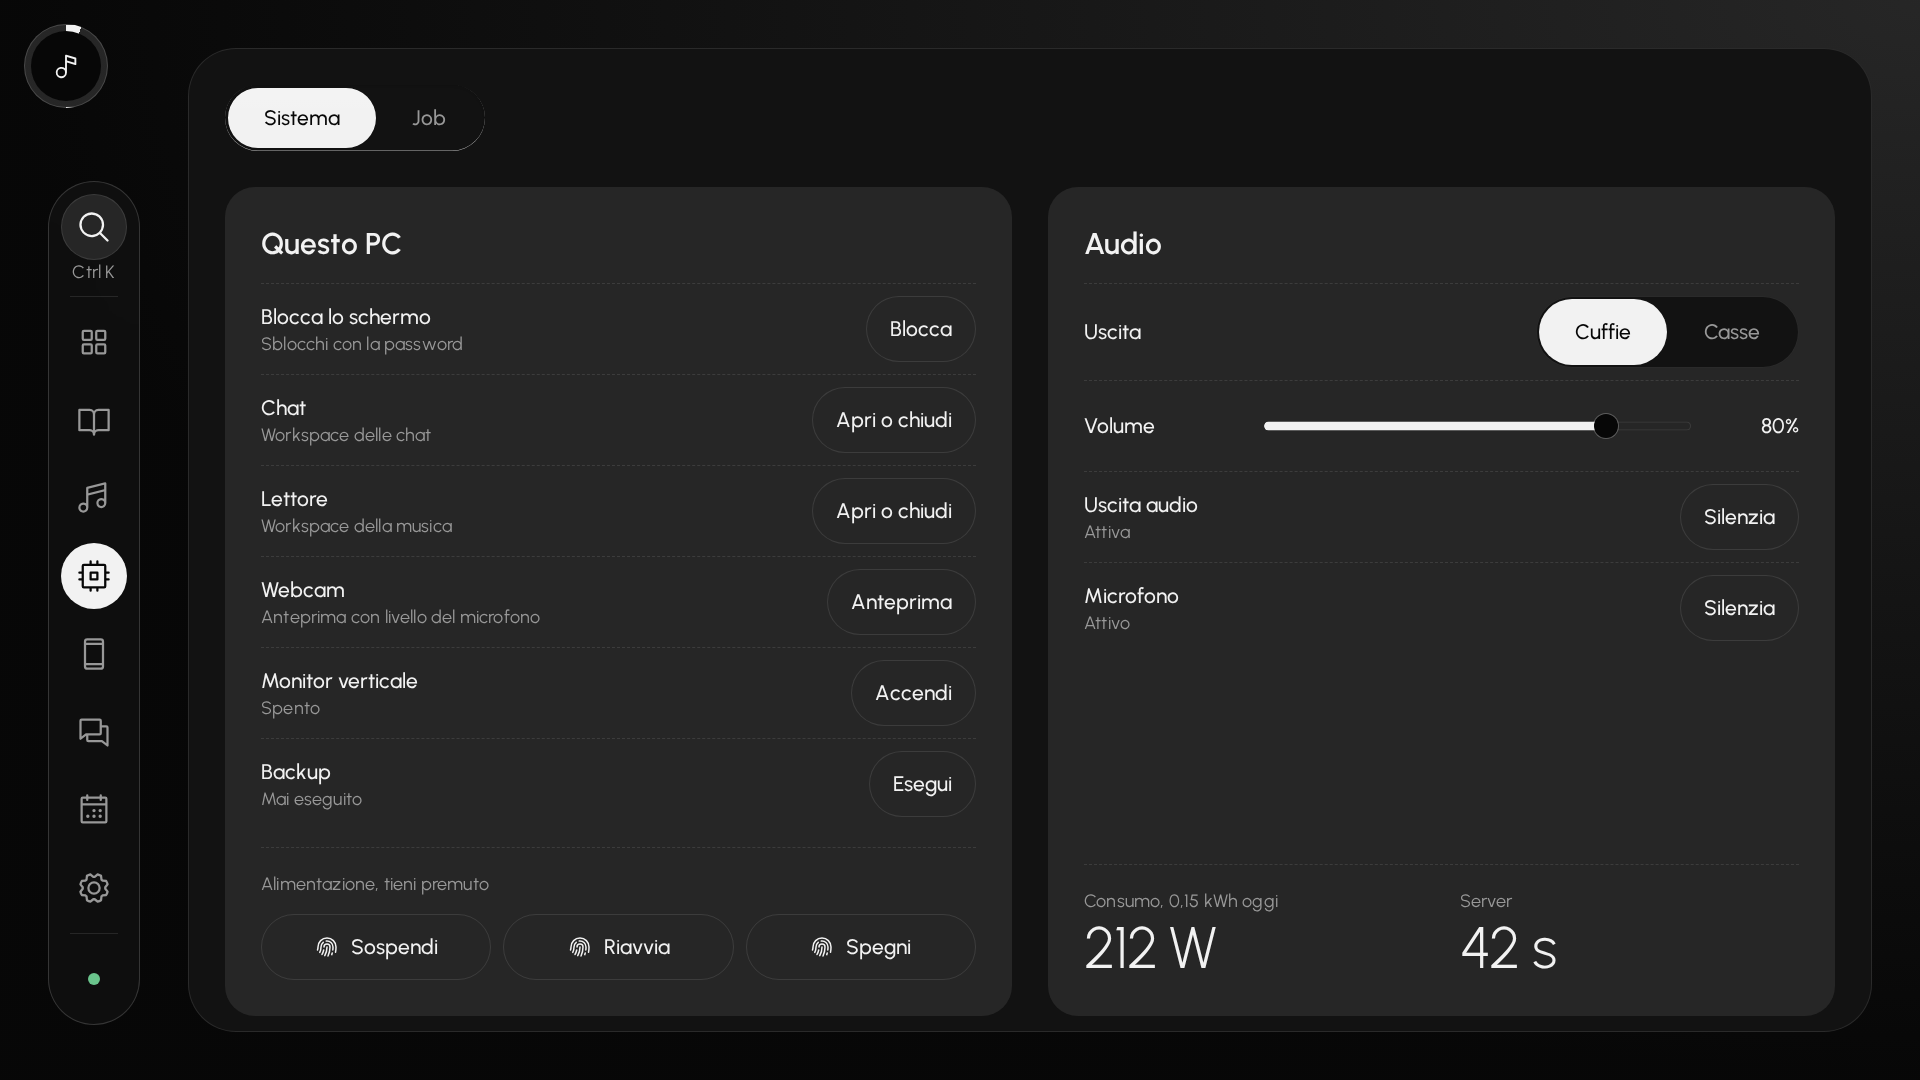 Sistema
Job
Ctrl K
Questo PC
Blocca lo schermo
Sblocchi con la password
Blocca
Chat
Workspace delle chat
Apri o chiudi
Lettore
Workspace della musica
Apri o chiudi
Webcam
Anteprima con livello del microfono
Anteprima
Monitor verticale
Spento
Accendi
Backup
Mai eseguito
Esegui
Alimentazione, tieni premuto
Sospendi
Riavvia
Spegni
Audio
Uscita
Cuffie
Casse
Volume
80%
Uscita audio
Attiva
Silenzia
Microfono
Attivo
Silenzia
Consumo, 0,15 kWh oggi
212 W
Server
42 s